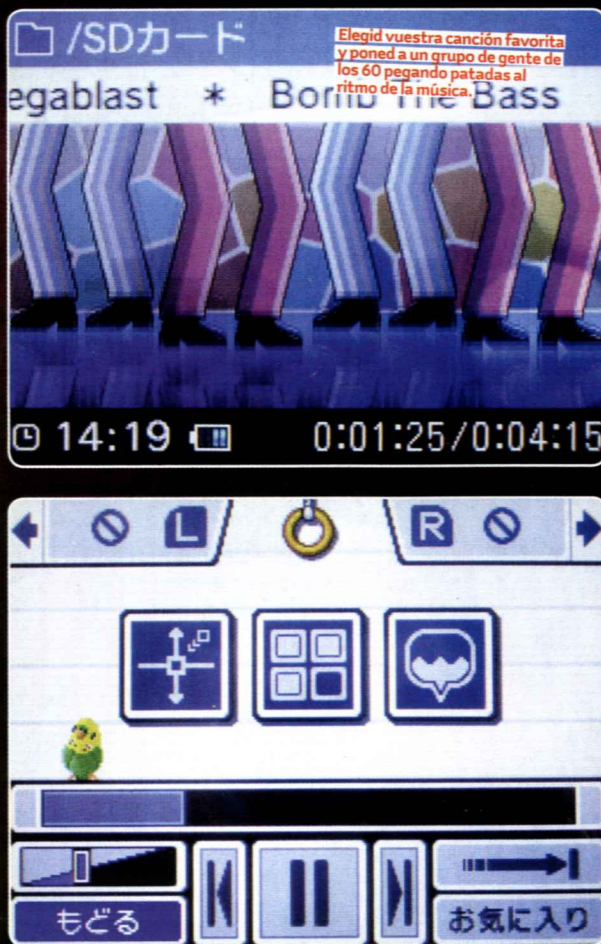 /SDカード
Elegid vuestra canción favorita
y poned a un grupo de gente de
los 60 pegando patadas al
ritmo de la música.
egablast * Bomb The Bass
14:19 0:01:25/0:04:15
L R
もどる お気に入り